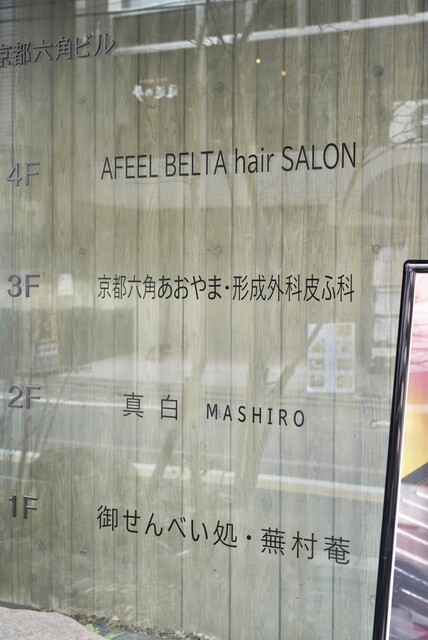 京都六角ビル
4F AFEEL BELTA hair SALON
3F 京都六角あおやま・形成外科皮ふ科
2F 真白 MASHIRO
1F 御せんべい処・蕪村菴